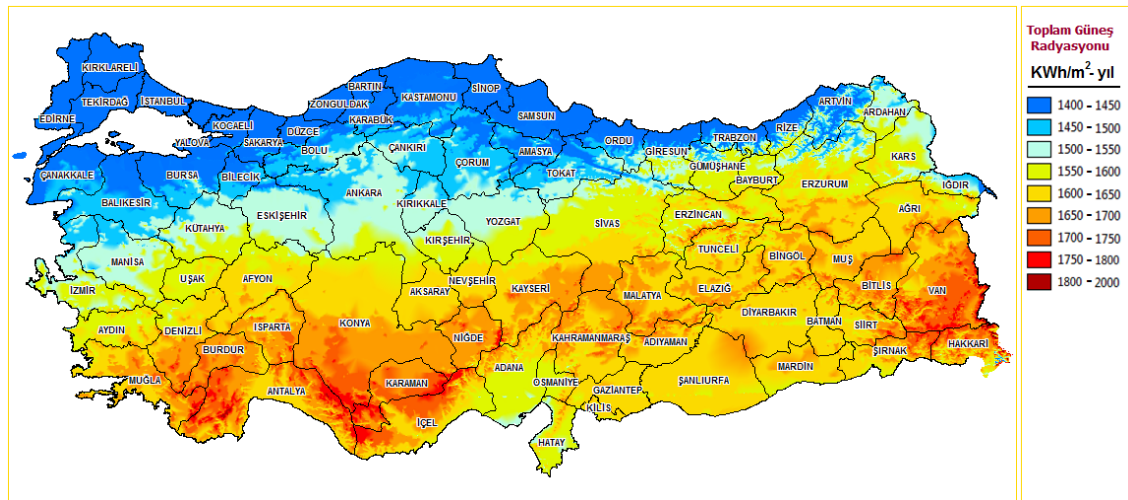 KIRKLARELİ
TEKİRDAĞ
İSTANBUL
EDİRNE
KOCAELİ
YALOVA
SAKARYA
DÜZCE
ZONGULDAK
BARTIN
KARABÜK
KASTAMONU
SİNOP
SAMSUN
BOLU
ÇANKIRI
ÇORUM
AMASYA
TOKAT
ORDU
GİRESUN
TRABZON
RİZE
ARTVİN
ARDAHAN
GÜMÜŞHANE
BAYBURT
ERZURUM
KARS
IĞDIR
AĞRI
ÇANAKKALE
BURSA
BİLECİK
BALIKESİR
KÜTAHYA
ESKİŞEHİR
ANKARA
KIRIKKALE
YOZGAT
KIRŞEHİR
SİVAS
ERZİNCAN
TUNCELİ
BİNGÖL
MUŞ
BİTLİS
VAN
MANİSA
İZMİR
UŞAK
AFYON
AKSARAY
NEVŞEHİR
KAYSERİ
MALATYA
ELAZIĞ
DİYARBAKIR
BATMAN
SİİRT
ŞIRNAK
HAKKARİ
AYDIN
DENİZLİ
ISPARTA
BURDUR
KONYA
NİĞDE
KAHRAMANMARAŞ
ADIYAMAN
MARDİN
MUĞLA
ANTALYA
KARAMAN
İÇEL
ADANA
OSMANİYE
GAZİANTEP
KİLİS
ŞANLIURFA
HATAY
Toplam Güneş
Radyasyonu
KWh/m²- yıl
1400 - 1450
1450 - 1500
1500 - 1550
1550 - 1600
1600 - 1650
1650 - 1700
1700 - 1750
1750 - 1800
1800 - 2000